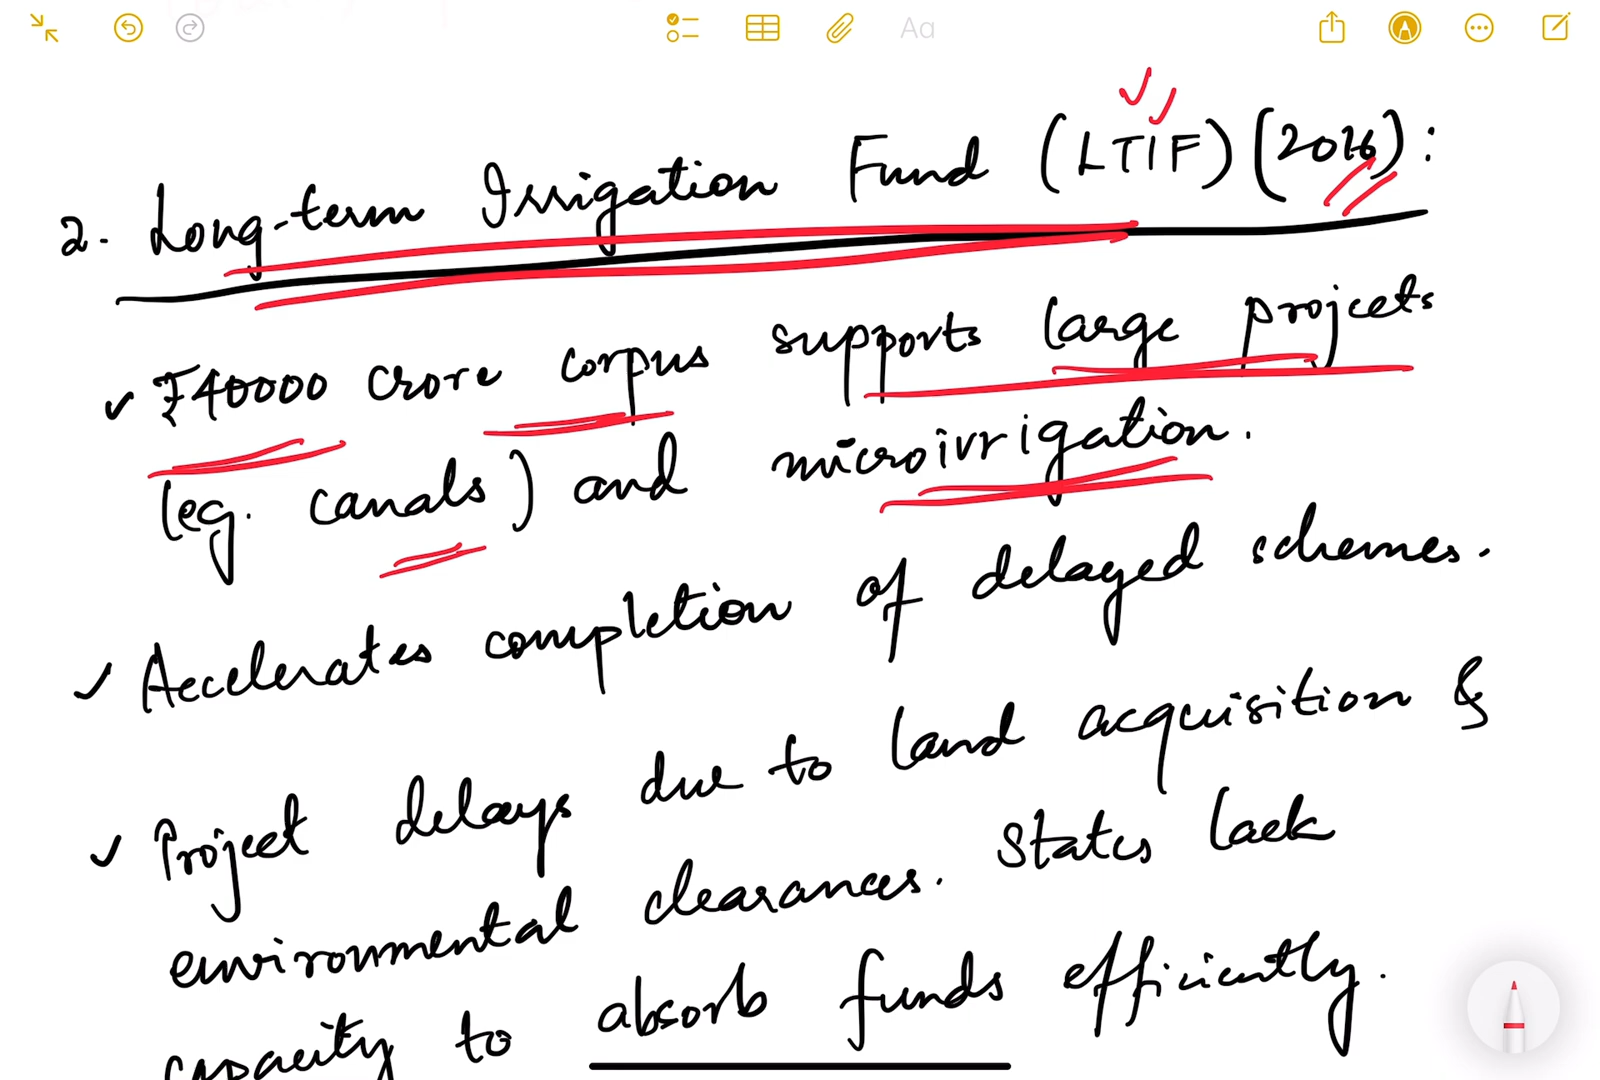 Aa
2. Long-term Irrigation Fund (LTIF) (2016):
✓ ₹40000 crore corpus supports large projects
(eg. canals) and microirrigation.
✓ Accelerates completion of delayed schemes.
✓ Project delays due to land acquisition &
environmental clearances. States lack
capacity to absorb funds efficiently.